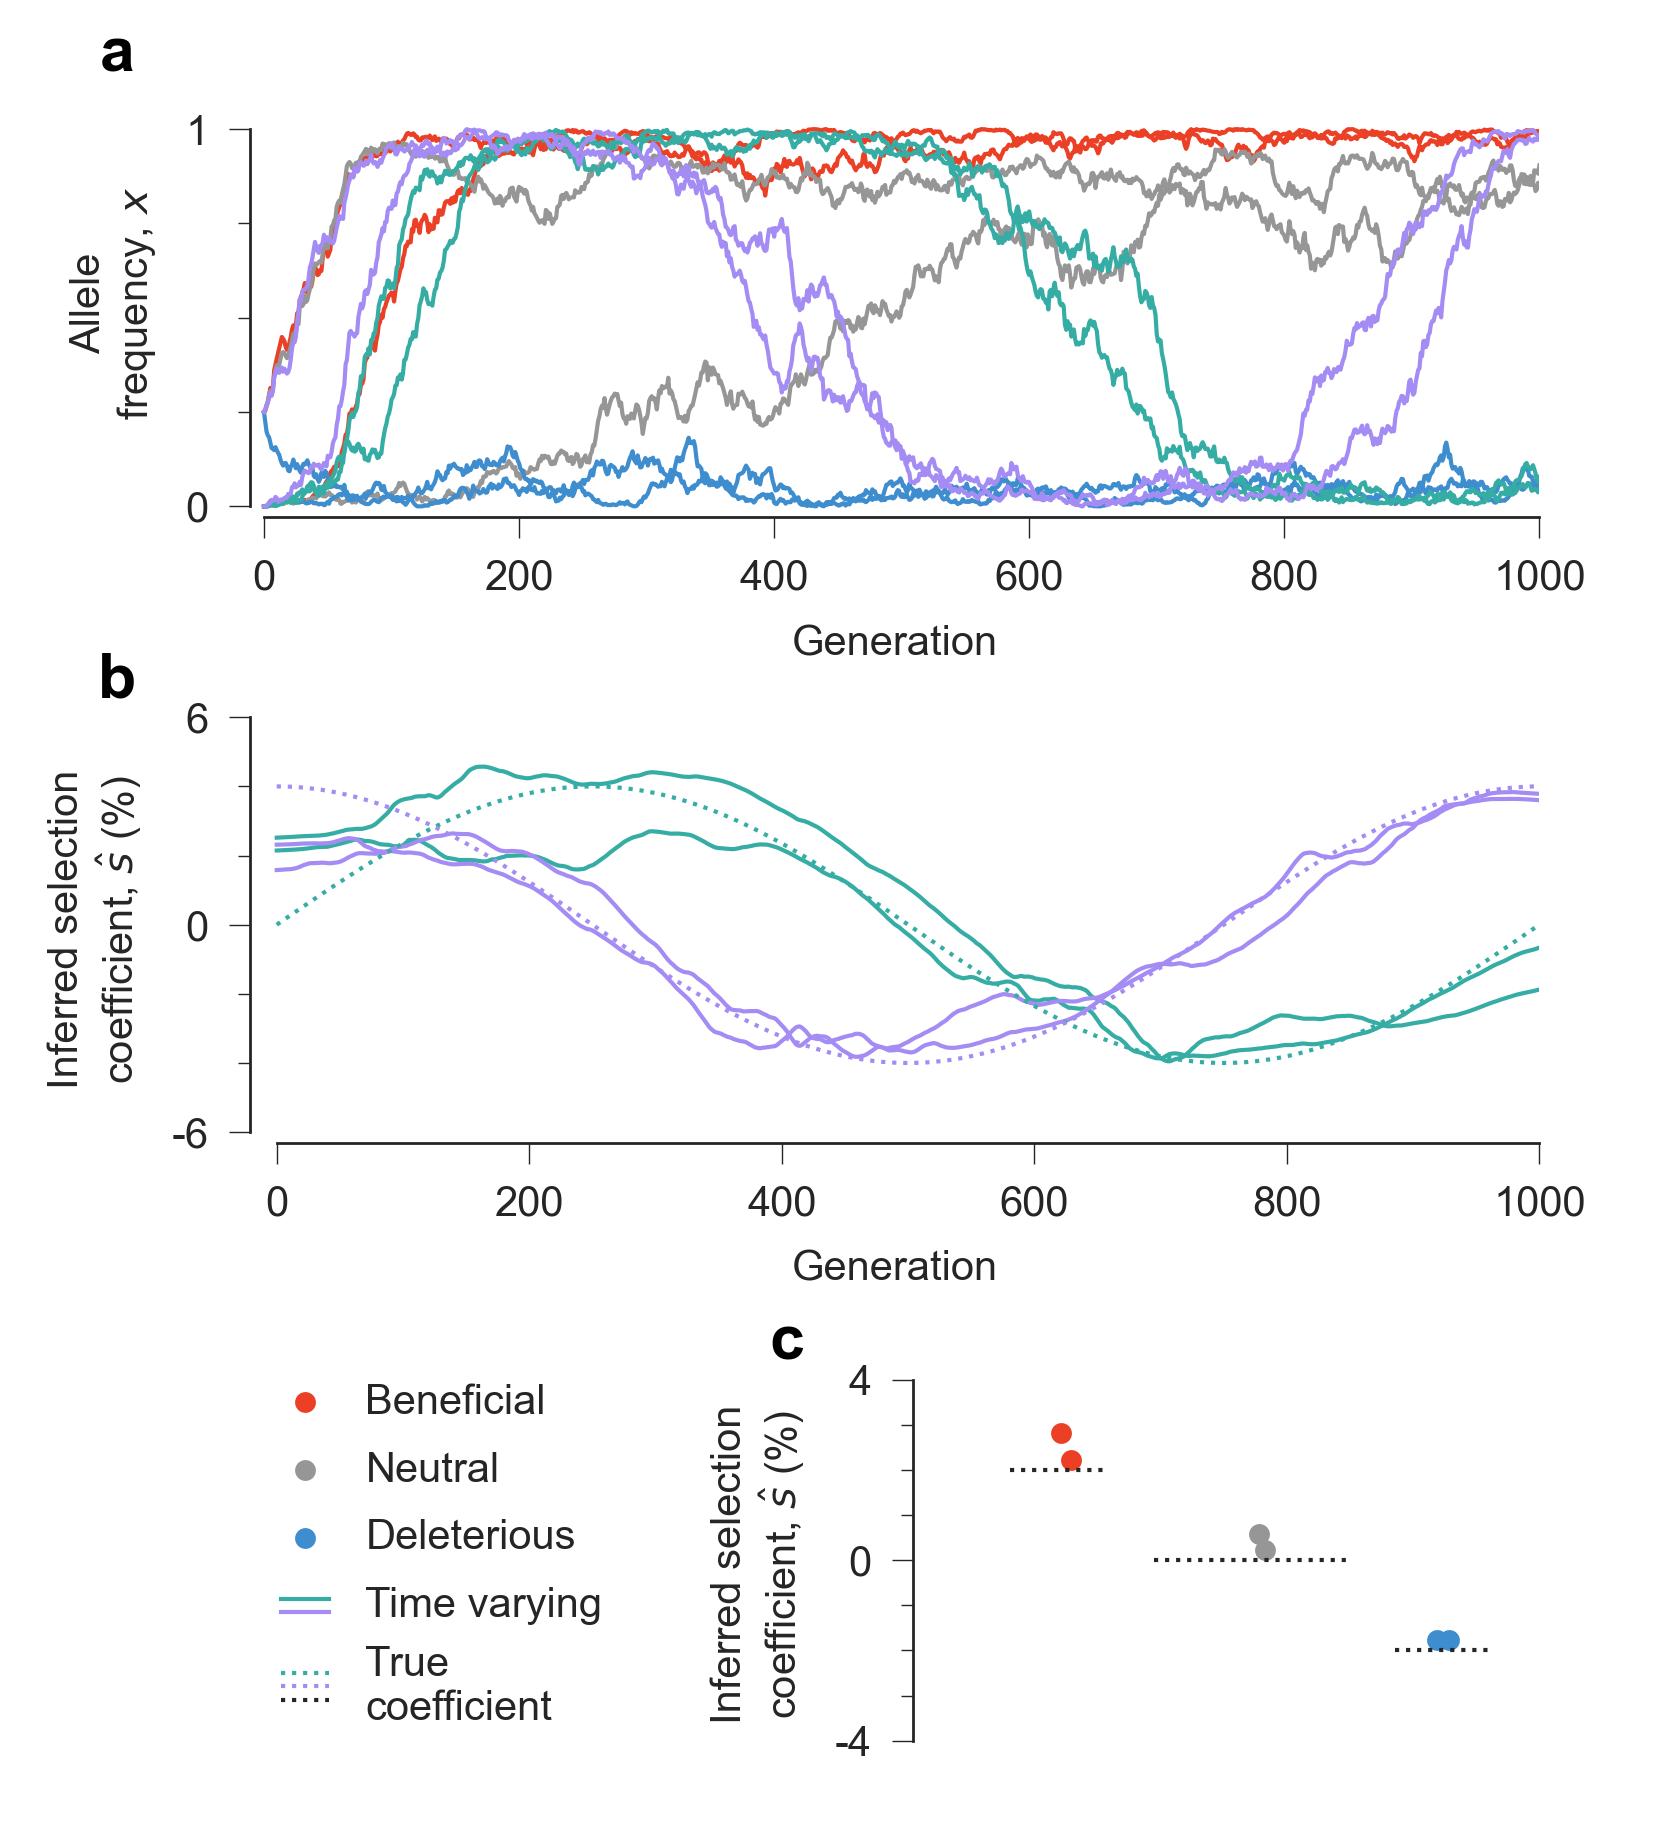 a
1
0
Allele
frequency, x
0 200 400 600 800 1000
Generation
b
6
0
-6
Inferred selection
coefficient, ŝ (%)
0 200 400 600 800 1000
Generation
Beneficial
Neutral
Deleterious
Time varying
True
coefficient
c
4
0
-4
Inferred selection
coefficient, ŝ (%)